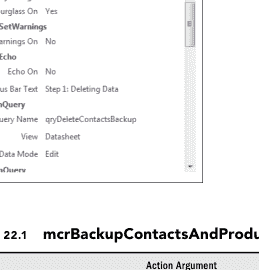 urglass On Yes
SetWarnings
arnings On No
Echo
Echo On No
us Bar Text Step 1: Deleting Data
nQuery
uery Name qryDeleteContactsBackup
View Datasheet
Data Mode Edit
nQuery
22.1 mcrBackupContactsAndProdu
Action Argument